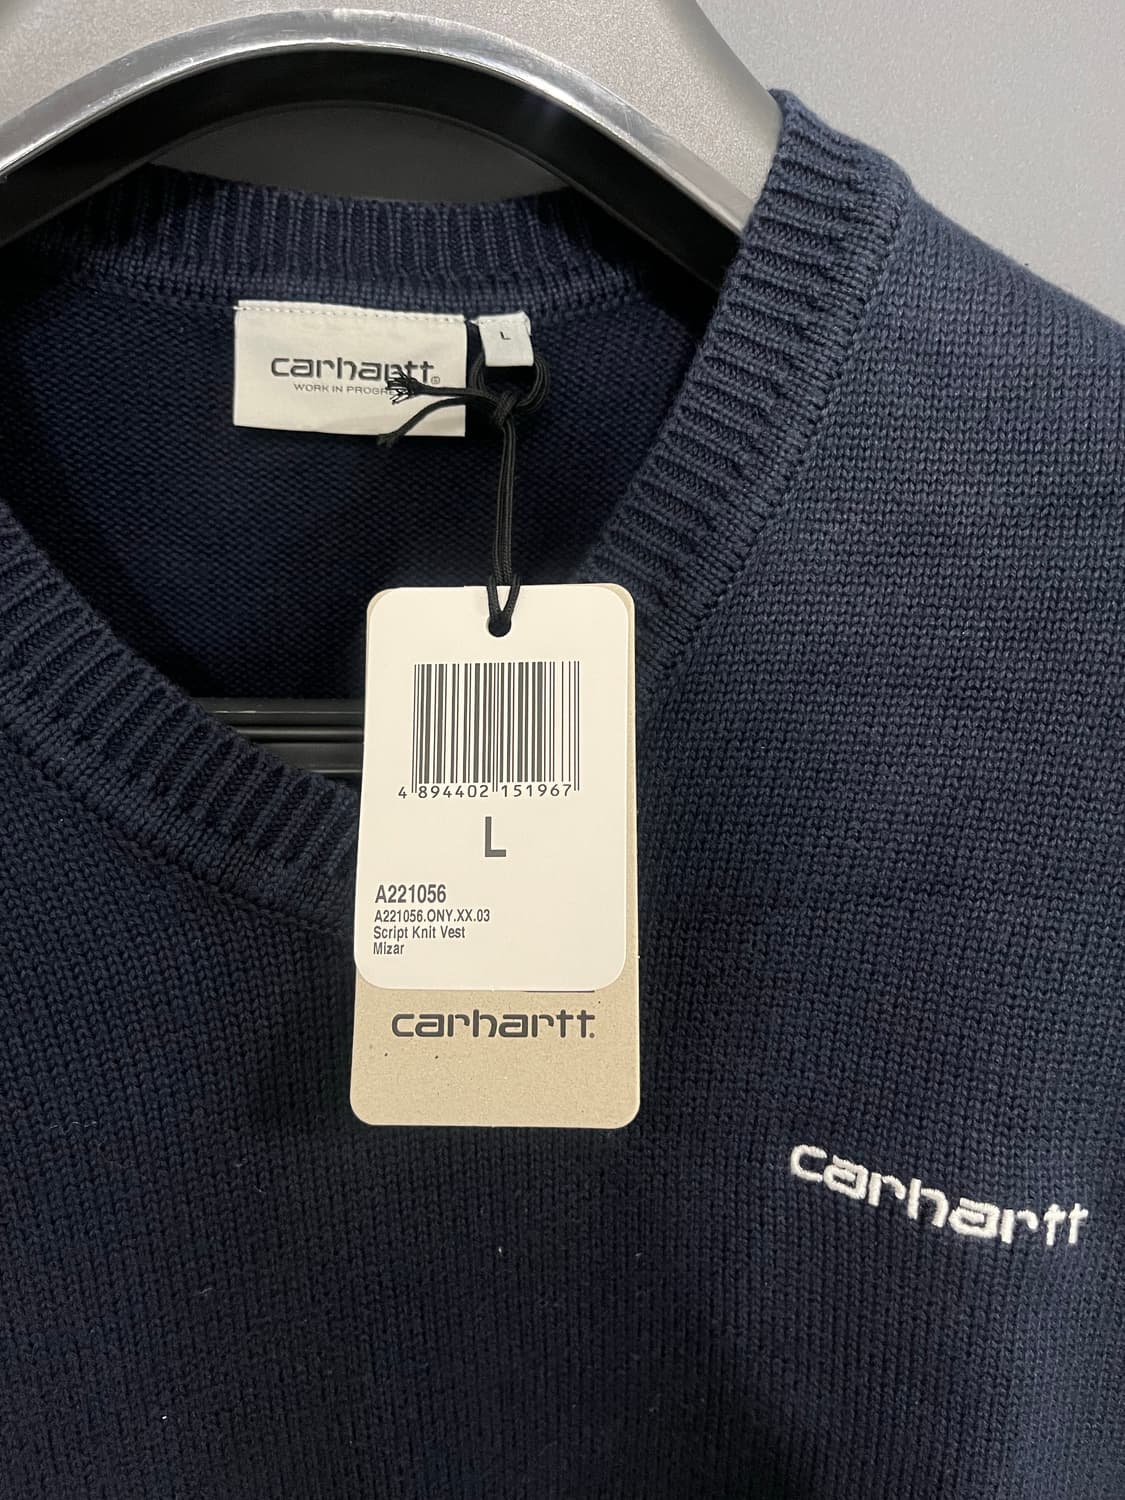 carhartt
WORK IN PROGRE
L
4 894402 151967
L
A221056
A221056.ONY.XX.03
Script Knit Vest
Mizar
carhartt.
carhartt